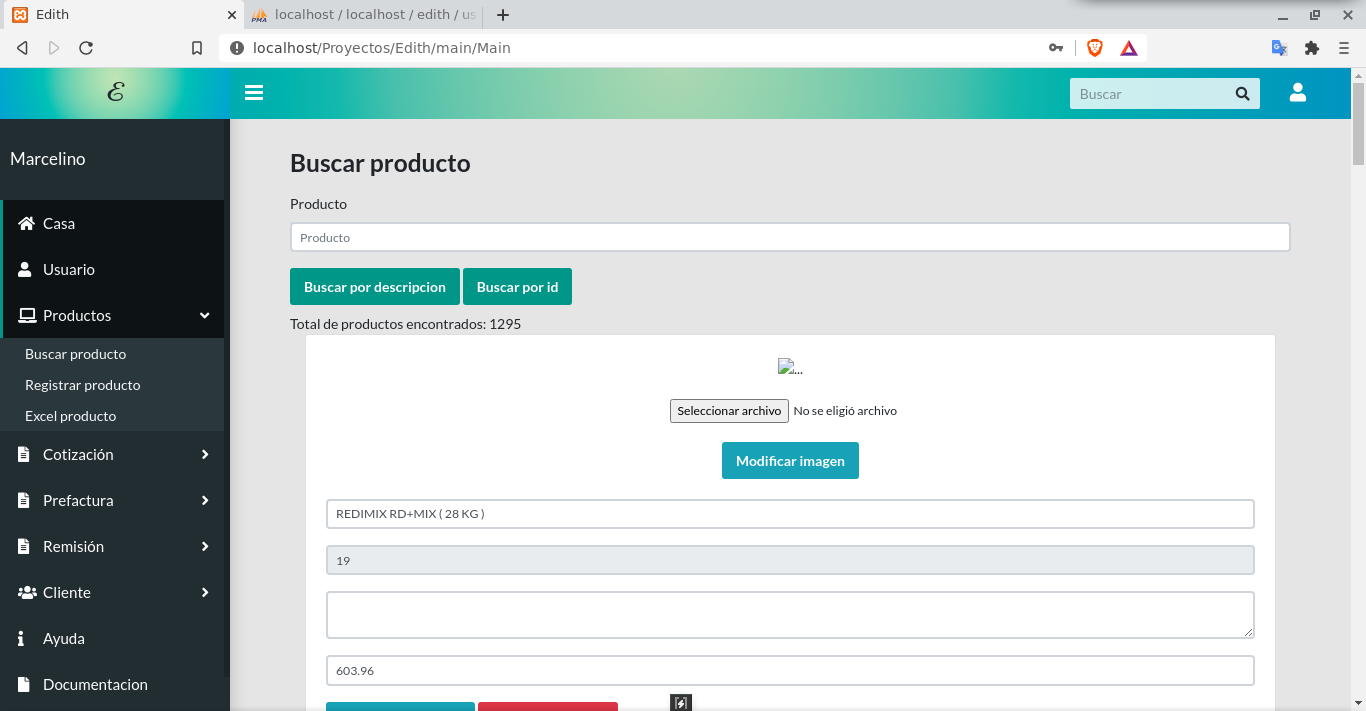 Edith
localhost / localhost / edith / us
localhost/Proyectos/Edith/main/Main
ℰ
Buscar
Marcelino
Casa
Usuario
Productos
Buscar producto
Registrar producto
Excel producto
Cotización
Prefactura
Remisión
Cliente
Ayuda
Documentacion
Buscar producto
Producto
Producto
Buscar por descripcion Buscar por id
Total de productos encontrados: 1295
...
Seleccionar archivo No se eligió archivo
Modificar imagen
REDIMIX RD+MIX ( 28 KG )
19
603.96